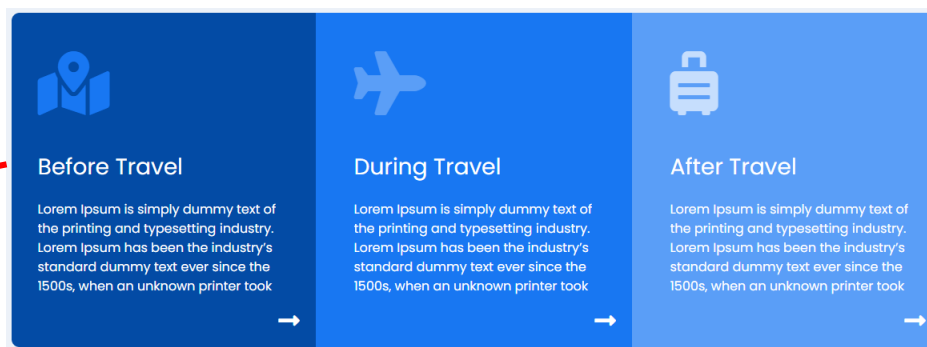 Before Travel
Lorem Ipsum is simply dummy text of
the printing and typesetting industry.
Lorem Ipsum has been the industry's
standard dummy text ever since the
1500s, when an unknown printer took
During Travel
Lorem Ipsum is simply dummy text of
the printing and typesetting industry.
Lorem Ipsum has been the industry's
standard dummy text ever since the
1500s, when an unknown printer took
After Travel
Lorem Ipsum is simply dummy text of
the printing and typesetting industry.
Lorem Ipsum has been the industry's
standard dummy text ever since the
1500s, when an unknown printer took